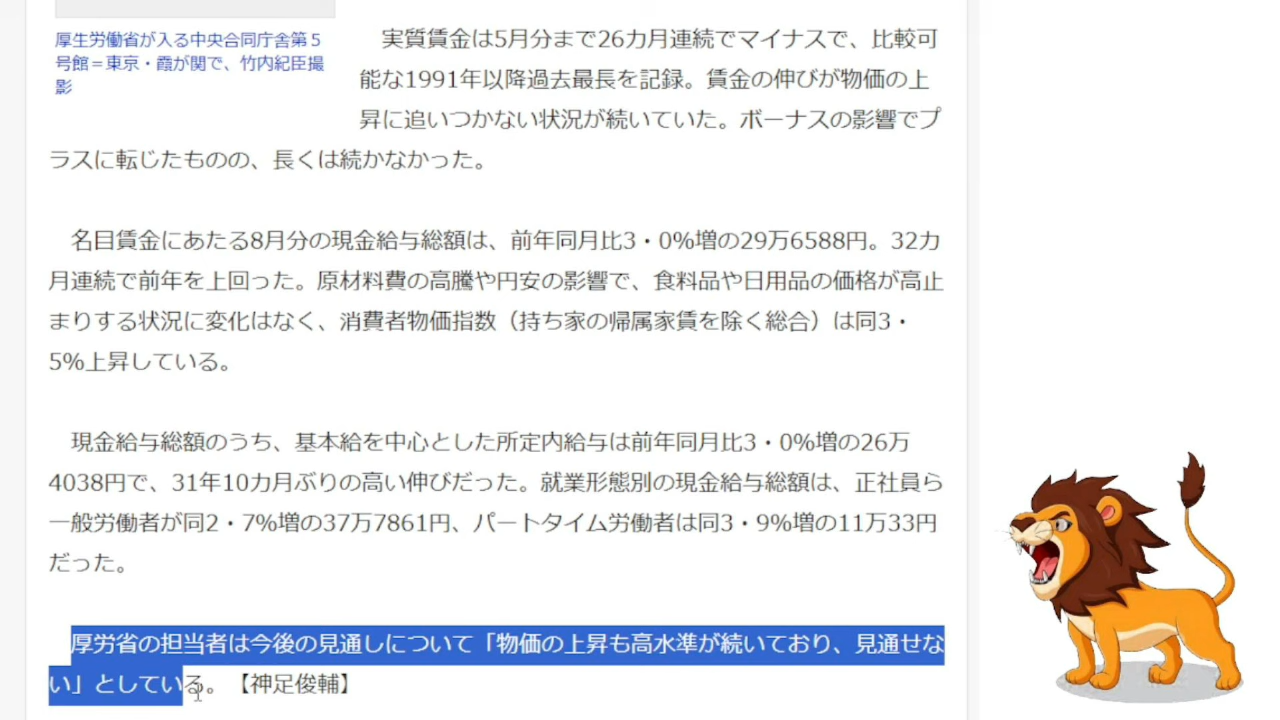 厚生労働省が入る中央合同庁舎第5
号館＝東京・霞が関で、竹内紀臣撮
影
実質賃金は5月分まで26カ月連続でマイナスで、比較可
能な1991年以降過去最長を記録。賃金の伸びが物価の上
昇に追いつかない状況が続いていた。ボーナスの影響でプ
ラスに転じたものの、長くは続かなかった。
名目賃金にあたる8月分の現金給与総額は、前年同月比3・0%増の29万6588円。32カ
月連続で前年を上回った。原材料費の高騰や円安の影響で、食料品や日用品の価格が高止
まりする状況に変化はなく、消費者物価指数（持ち家の帰属家賃を除く総合）は同3・
5%上昇している。
現金給与総額のうち、基本給を中心とした所定内給与は前年同月比3・0%増の26万
4038円で、31年10カ月ぶりの高い伸びだった。就業形態別の現金給与総額は、正社員ら
一般労働者が同2・7%増の37万7861円、パートタイム労働者は同3・9%増の11万33円
だった。
厚労省の担当者は今後の見通しについて「物価の上昇も高水準が続いており、見通せな
い」としている。【神足俊輔】